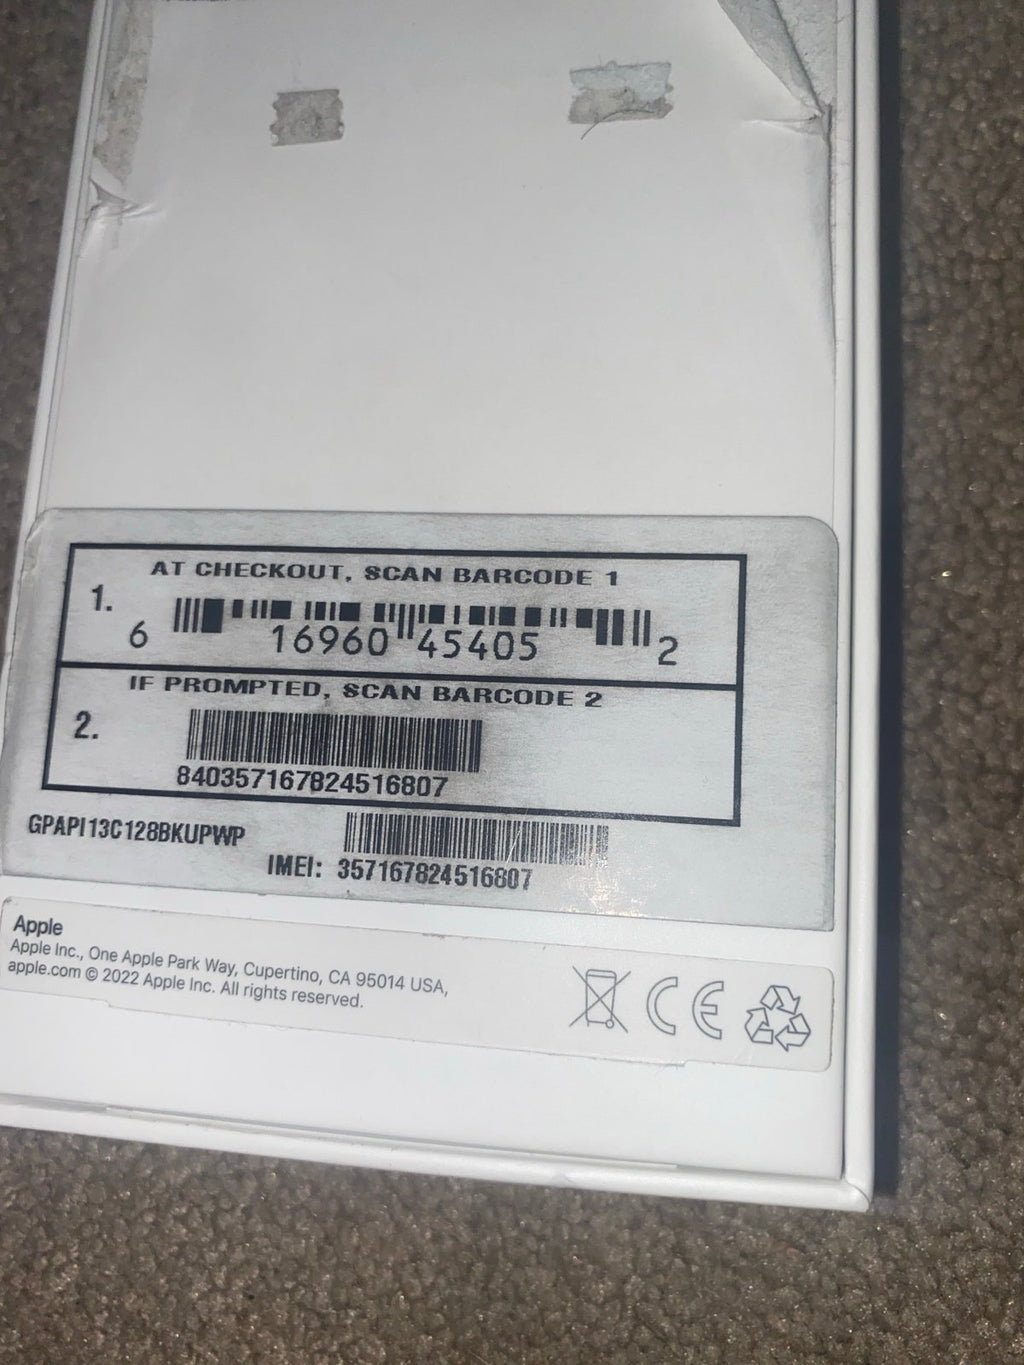 AT CHECKOUT, SCAN BARCODE 1
1.
6 16960 45405 2
IF PROMPTED, SCAN BARCODE 2
2.
840357167824516807
GPAPI13C128BKUPWP
IMEI: 357167824516807
Apple
Apple Inc., One Apple Park Way, Cupertino, CA 95014 USA,
apple.com © 2022 Apple Inc. All rights reserved.
CE